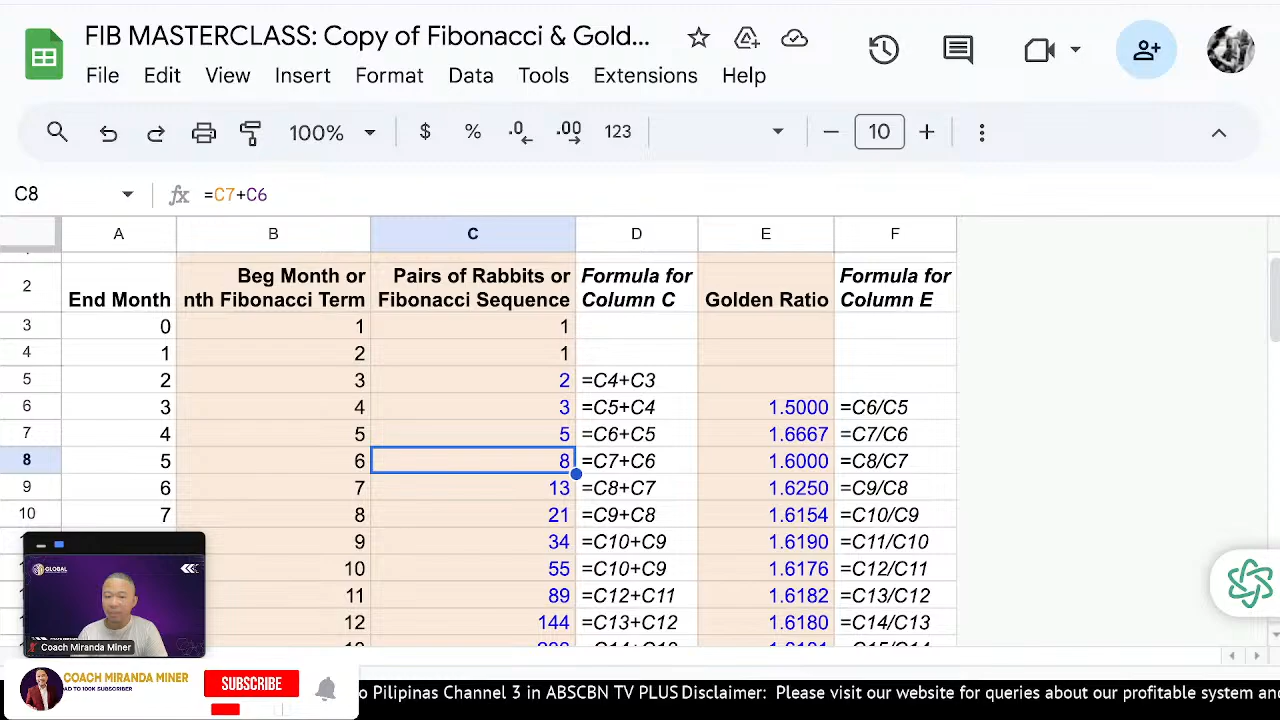 FIB MASTERCLASS: Copy of Fibonacci & Gold...
File Edit View Insert Format Data Tools Extensions Help
100% $ % .0 .00 123 10
C8 fx =C7+C6
A B C D E F
2 End Month Beg Month or nth Fibonacci Term Pairs of Rabbits or Fibonacci Sequence Formula for Column C Golden Ratio Formula for Column E
3 0 1 1
4 1 2 1
5 2 3 2 =C4+C3
6 3 4 3 =C5+C4 1.5000 =C6/C5
7 4 5 5 =C6+C5 1.6667 =C7/C6
8 5 6 8 =C7+C6 1.6000 =C8/C7
9 6 7 13 =C8+C7 1.6250 =C9/C8
10 7 8 21 =C9+C8 1.6154 =C10/C9
9 34 =C10+C9 1.6190 =C11/C10
10 55 =C10+C9 1.6176 =C12/C11
11 89 =C12+C11 1.6182 =C13/C12
12 144 =C13+C12 1.6180 =C14/C13
GLOBAL
Coach Miranda Miner
COACH MIRANDA MINER
AD TO 100K SUBSCRIBER
SUBSCRIBE
o Pilipinas Channel 3 in ABSCBN TV PLUS Disclaimer: Please visit our website for queries about our profitable system and